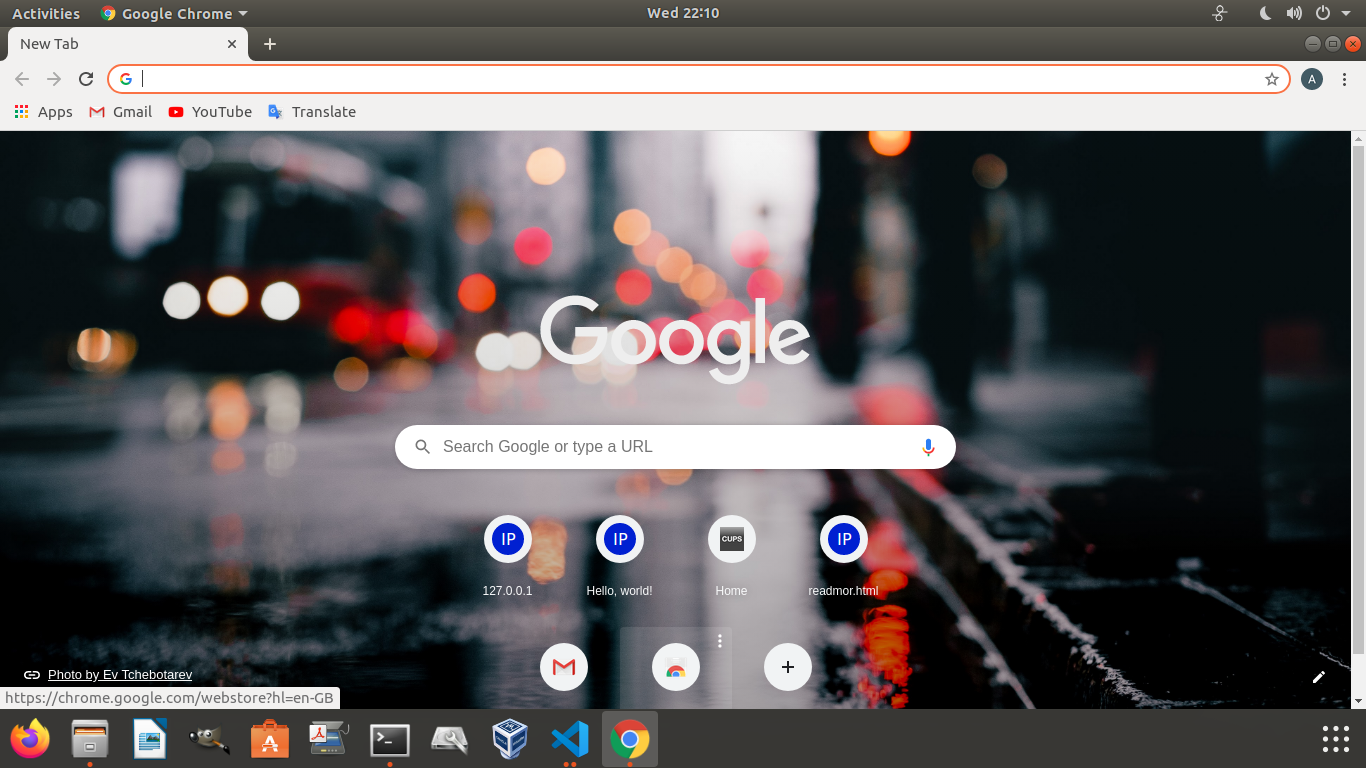 Activities
Google Chrome
Wed 22:10
New Tab
A
Apps
Gmail
YouTube
Translate
Google
Search Google or type a URL
IP
IP
CUPS
IP
127.0.0.1
Hello, world!
Home
readmor.html
Photo by Ev Tchebotarev
https://chrome.google.com/webstore?hl=en-GB